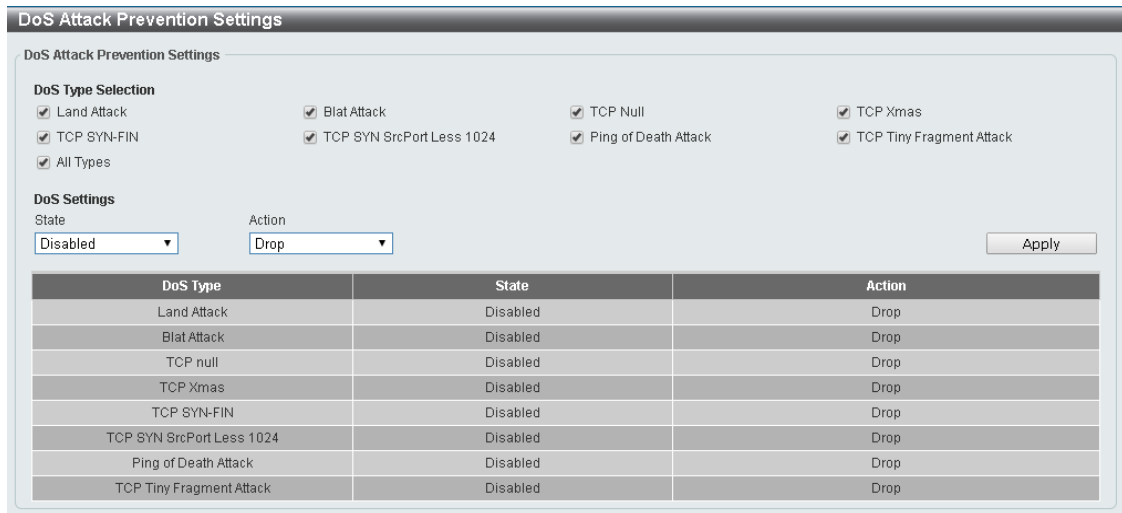 DoS Attack Prevention Settings
DoS Attack Prevention Settings
DoS Type Selection
Land Attack Blat Attack TCP Null TCP Xmas
TCP SYN-FIN TCP SYN SrcPort Less 1024 Ping of Death Attack TCP Tiny Fragment Attack
All Types
DoS Settings
State Action
Disabled Drop Apply
DoS Type State Action
Land Attack Disabled Drop
Blat Attack Disabled Drop
TCP null Disabled Drop
TCP Xmas Disabled Drop
TCP SYN-FIN Disabled Drop
TCP SYN SrcPort Less 1024 Disabled Drop
Ping of Death Attack Disabled Drop
TCP Tiny Fragment Attack Disabled Drop